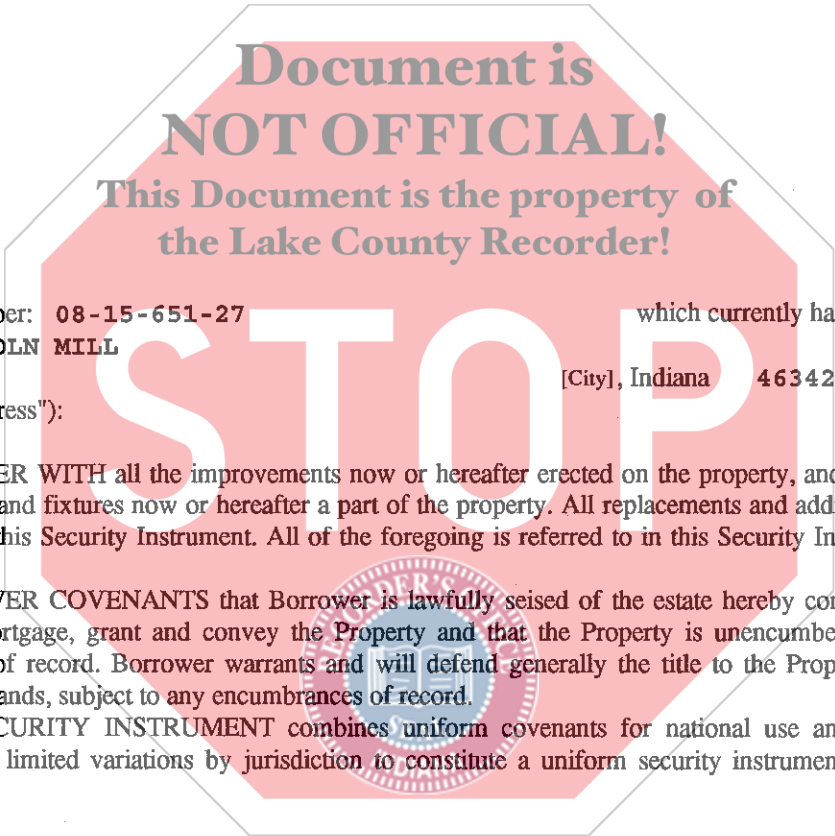 Document is
NOT OFFICIAL!
This Document is the property of
the Lake County Recorder!
ber: 08-15-651-27 which currently ha
OLN MILL
[City], Indiana 46342
ress"):
STOP
ER WITH all the improvements now or hereafter erected on the property, and
and fixtures now or hereafter a part of the property. All replacements and add
his Security Instrument. All of the foregoing is referred to in this Security In
VER COVENANTS that Borrower is lawfully seised of the estate hereby con
rtgage, grant and convey the Property and that the Property is unencumbe
of record. Borrower warrants and will defend generally the title to the Prop
ands, subject to any encumbrances of record.
CURITY INSTRUMENT combines uniform covenants for national use an
limited variations by jurisdiction to constitute a uniform security instrumen